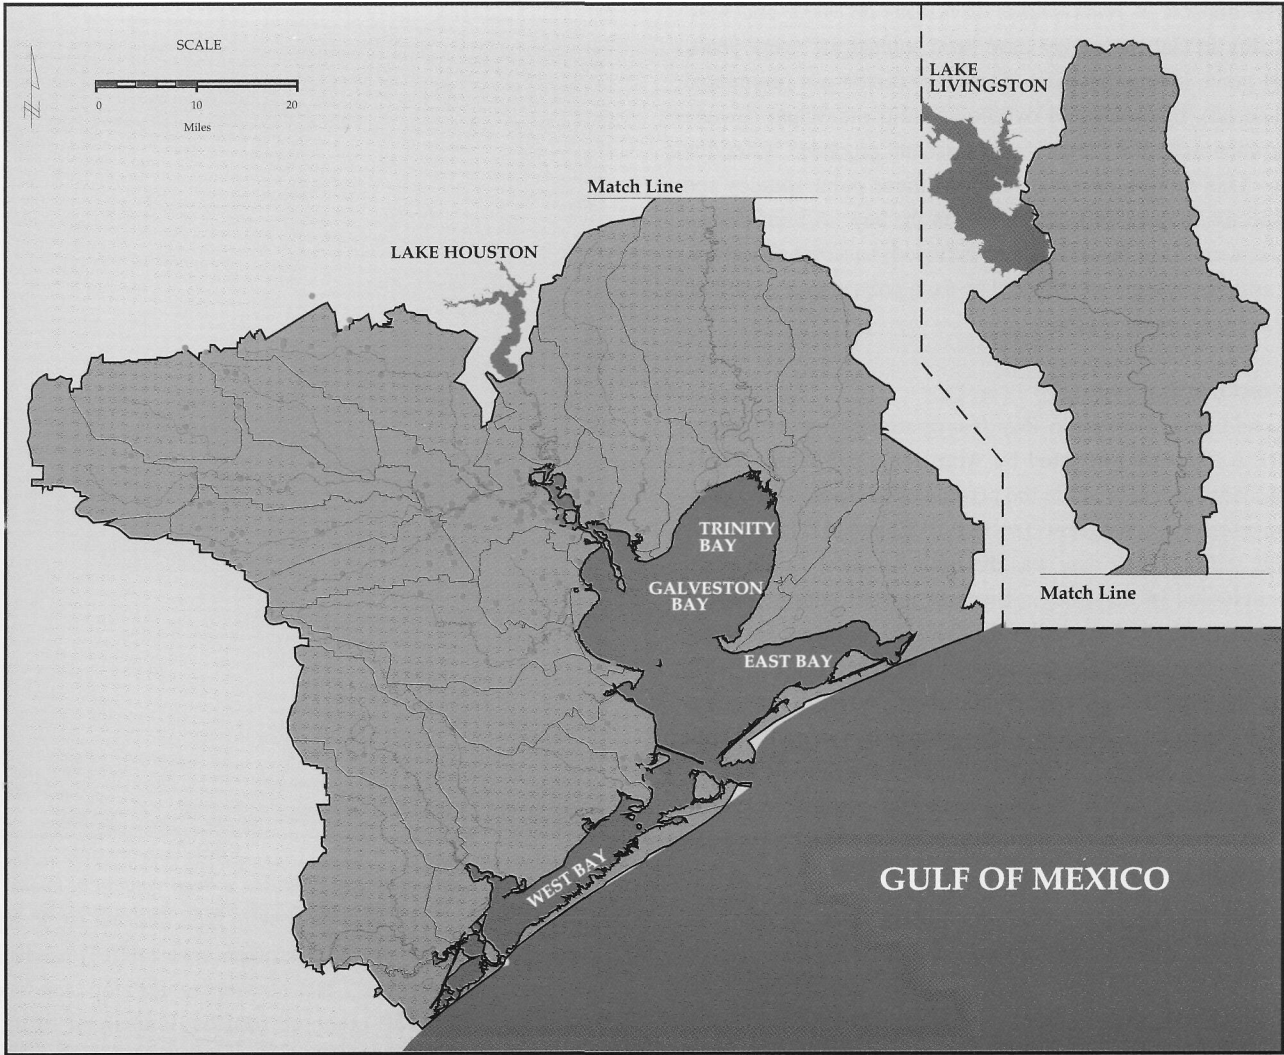 SCALE
0 10 20
Miles
LAKE
LIVINGSTON
Match Line
LAKE HOUSTON
TRINITY
BAY
GALVESTON
BAY
Match Line
EAST BAY
WEST BAY
GULF OF MEXICO